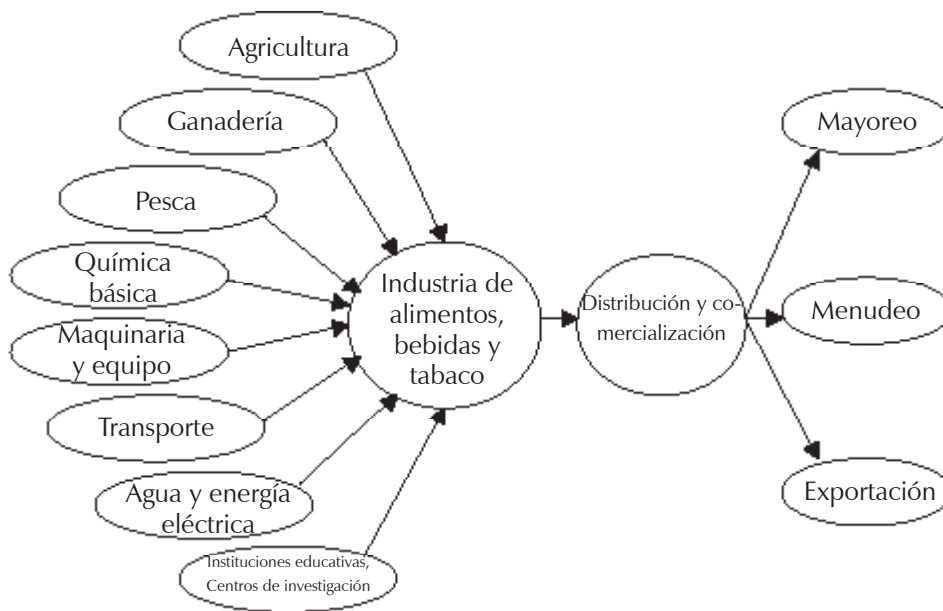 Agricultura
Ganadería
Pesca
Química
básica
Maquinaria
y equipo
Transporte
Agua y energía
eléctrica
Instituciones educativas,
Centros de investigación
Industria de
alimentos,
bebidas y
tabaco
Distribución y co-
mercialización
Mayoreo
Menudeo
Exportación